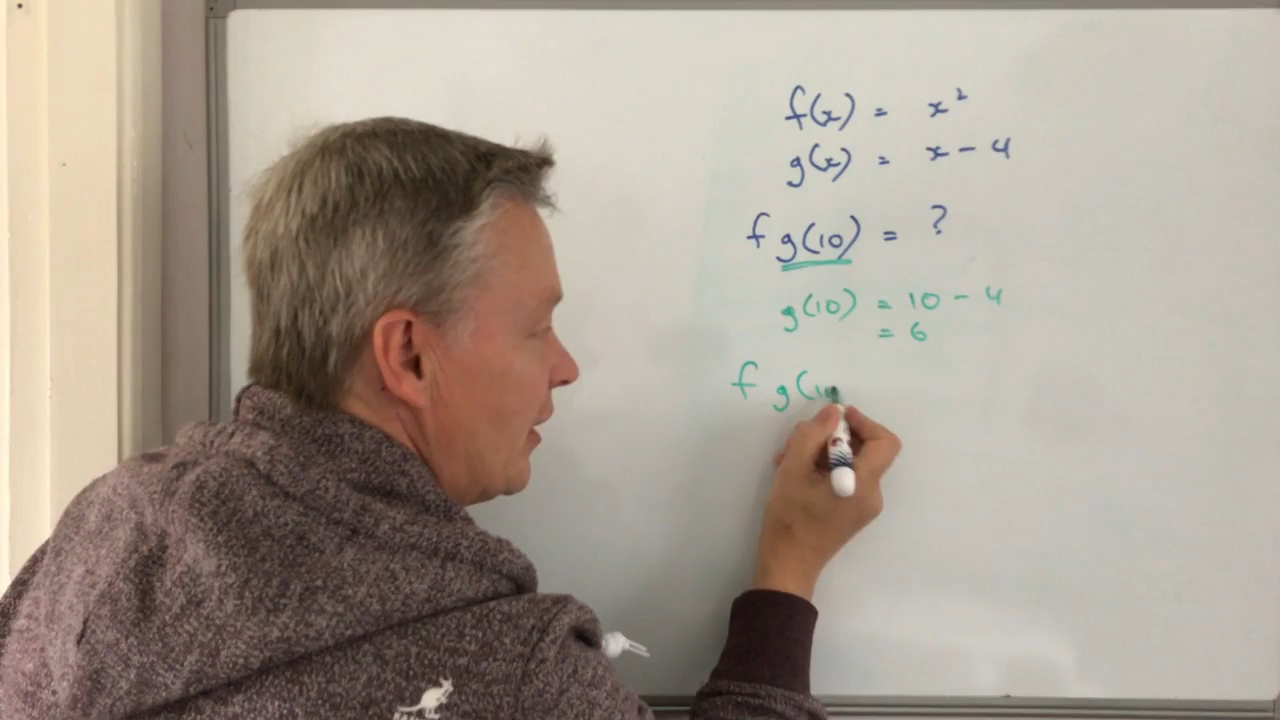 f(x) = x²
g(x) = x - 4
f g(10) = ?
g(10) = 10 - 4
= 6
f g(10